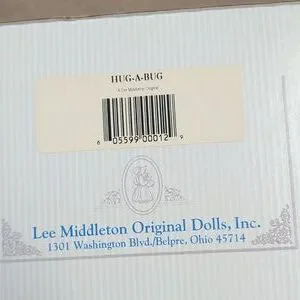 HUG-A-BUG
A Lee Middleton Original
6 05599 00012 9
Lee Middleton Original Dolls, Inc.
1301 Washington Blvd./Belpre, Ohio 45714